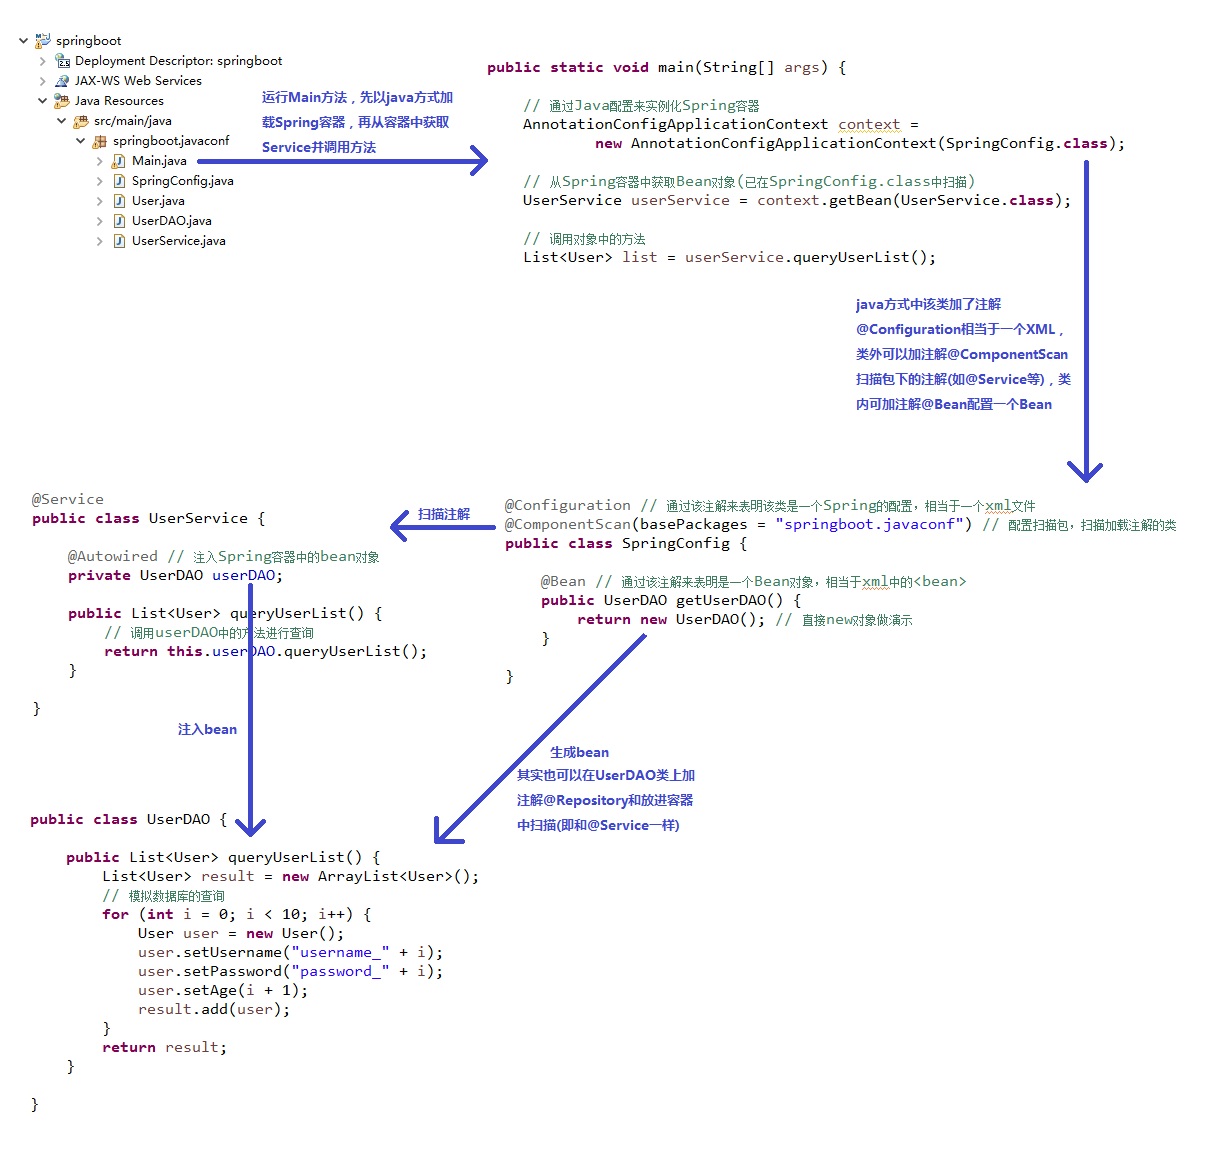 springboot
Deployment Descriptor: springboot
JAX-WS Web Services
Java Resources
src/main/java
springboot.javaconf
Main.java
SpringConfig.java
User.java
UserDAO.java
UserService.java
运行Main方法，先以java方式加
载Spring容器，再从容器中获取
Service并调用方法
public static void main(String[] args) {
// 通过Java配置来实例化Spring容器
AnnotationConfigApplicationContext context =
new AnnotationConfigApplicationContext(SpringConfig.class);
// 从Spring容器中获取Bean对象(已在SpringConfig.class中扫描)
UserService userService = context.getBean(UserService.class);
// 调用对象中的方法
List<User> list = userService.queryUserList();
java方式中该类加了注解
@Configuration相当于一个XML，
类外可以加注解@ComponentScan
扫描包下的注解(如@Service等)，类
内可加注解@Bean配置一个Bean
@Configuration // 通过该注解来表明该类是一个Spring的配置，相当于一个xml文件
@ComponentScan(basePackages = "springboot.javaconf") // 配置扫描包，扫描加载注解的类
public class SpringConfig {
@Bean // 通过该注解来表明是一个Bean对象，相当于xml中的<bean>
public UserDAO getUserDAO() {
return new UserDAO(); // 直接new对象做演示
}
}
扫描注解
@Service
public class UserService {
@Autowired // 注入Spring容器中的bean对象
private UserDAO userDAO;
public List<User> queryUserList() {
// 调用userDAO中的方法进行查询
return this.userDAO.queryUserList();
}
}
注入bean
生成bean
其实也可以在UserDAO类上加
注解@Repository和放进容器
中扫描(即和@Service一样)
public class UserDAO {
public List<User> queryUserList() {
List<User> result = new ArrayList<User>();
// 模拟数据库的查询
for (int i = 0; i < 10; i++) {
User user = new User();
user.setUsername("username_" + i);
user.setPassword("password_" + i);
user.setAge(i + 1);
result.add(user);
}
return result;
}
}